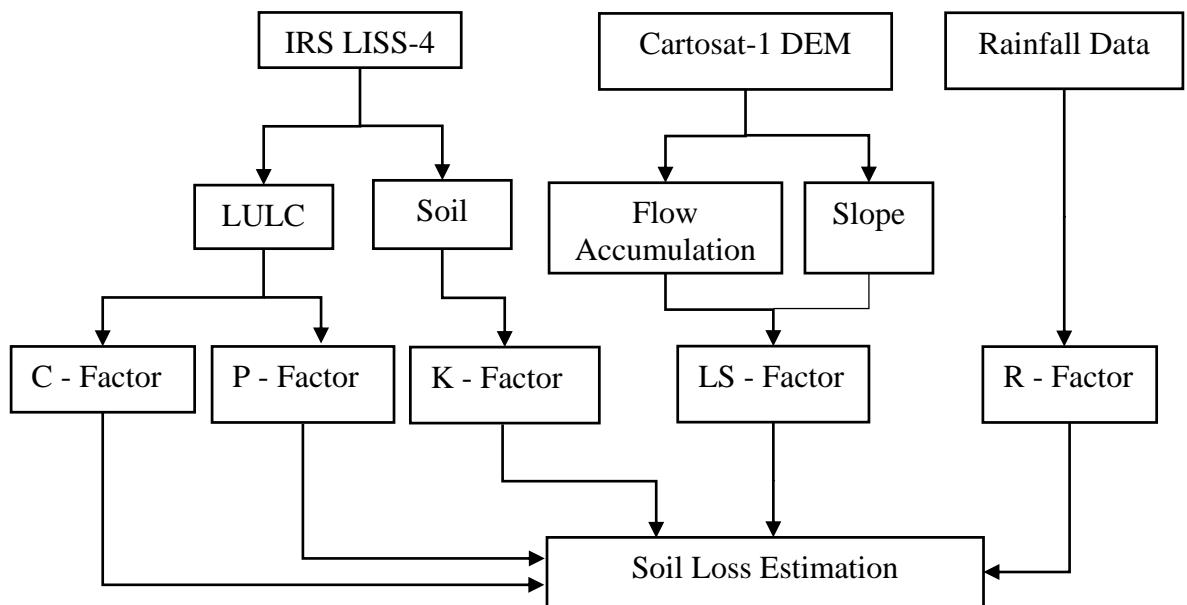 IRS LISS-4
Cartosat-1 DEM
Rainfall Data
LULC
Soil
Flow
Accumulation
Slope
C - Factor
P - Factor
K - Factor
LS - Factor
R - Factor
Soil Loss Estimation